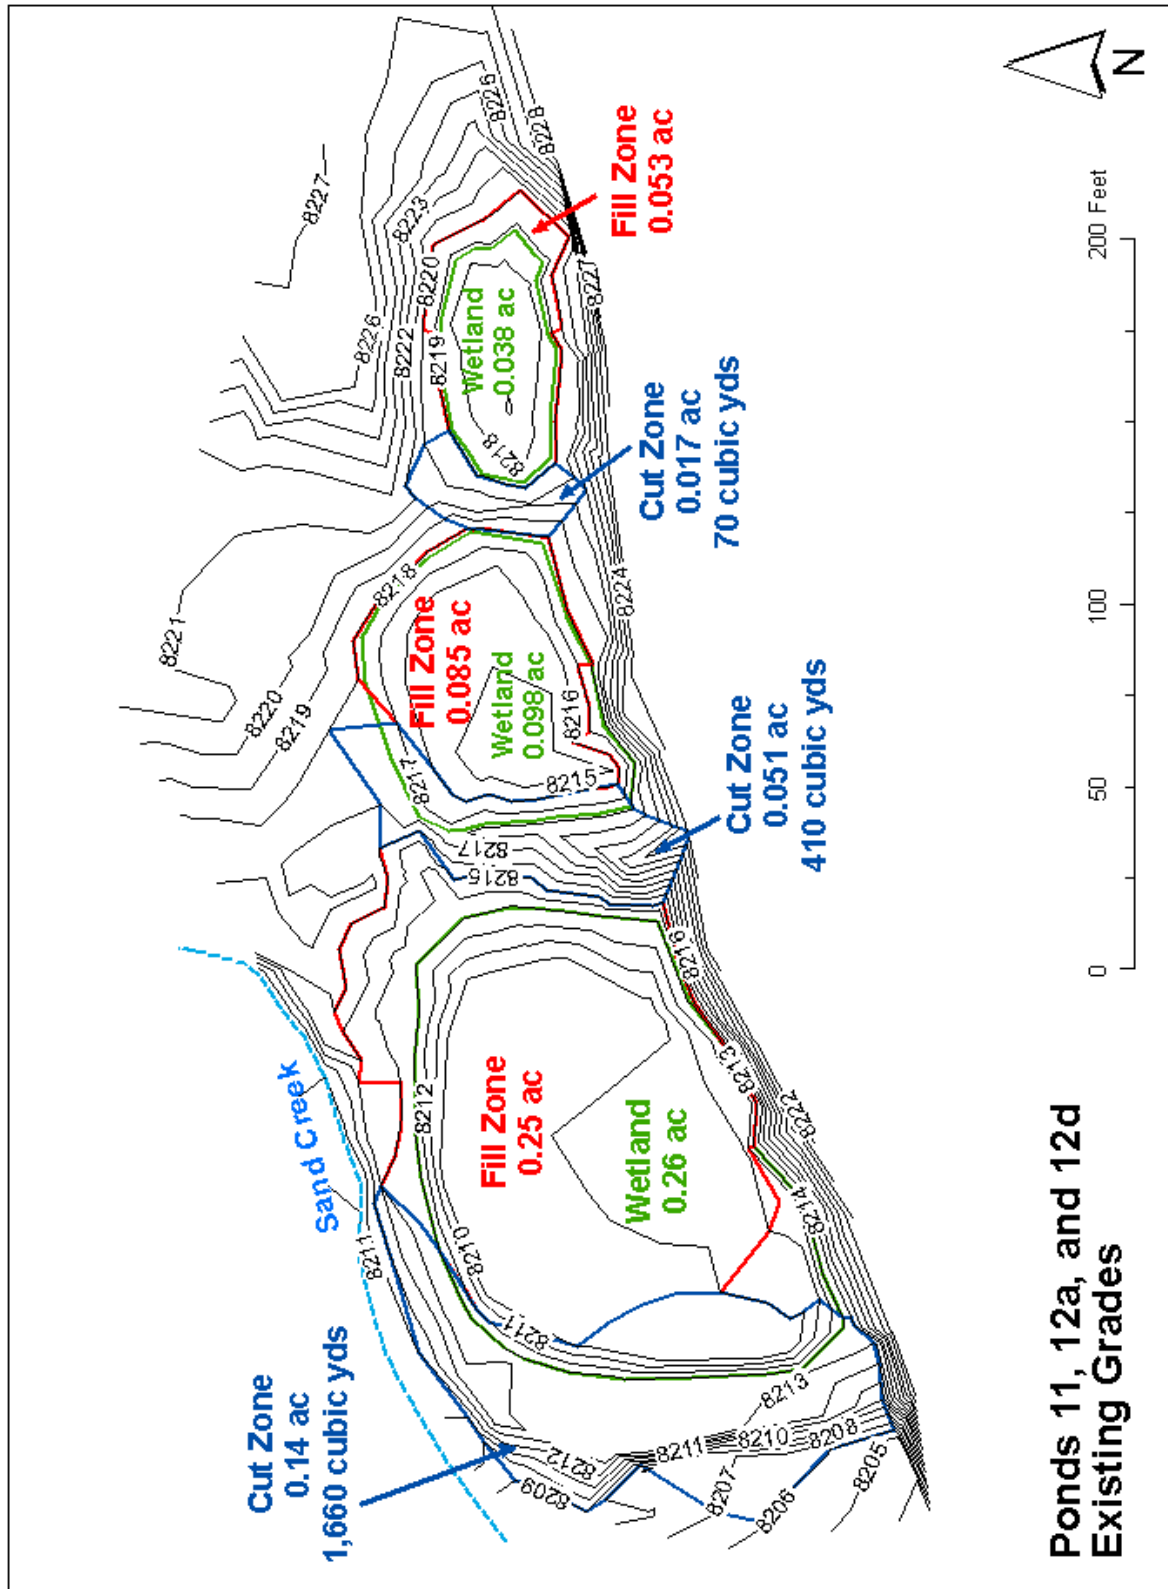 8227
8226
8228
8223
8220
8226
8222
8219
8227
8218
Fill Zone
0.053 ac
Wetland
0.038 ac
Cut Zone
0.017 ac
70 cubic yds
8221
8220
8219
8218
Fill Zone
0.085 ac
Wetland
0.098 ac
8216
8215
8217
8224
8217
8215
Cut Zone
0.051 ac
410 cubic yds
8216
8213
8222
8214
Sand Creek
8211
8212
8210
8211
Fill Zone
0.25 ac
Wetland
0.26 ac
Cut Zone
0.14 ac
1,660 cubic yds
8209
8212
8213
8211
8210
8208
8207
8206
8205
0
50
100
200 Feet
N
Ponds 11, 12a, and 12d
Existing Grades